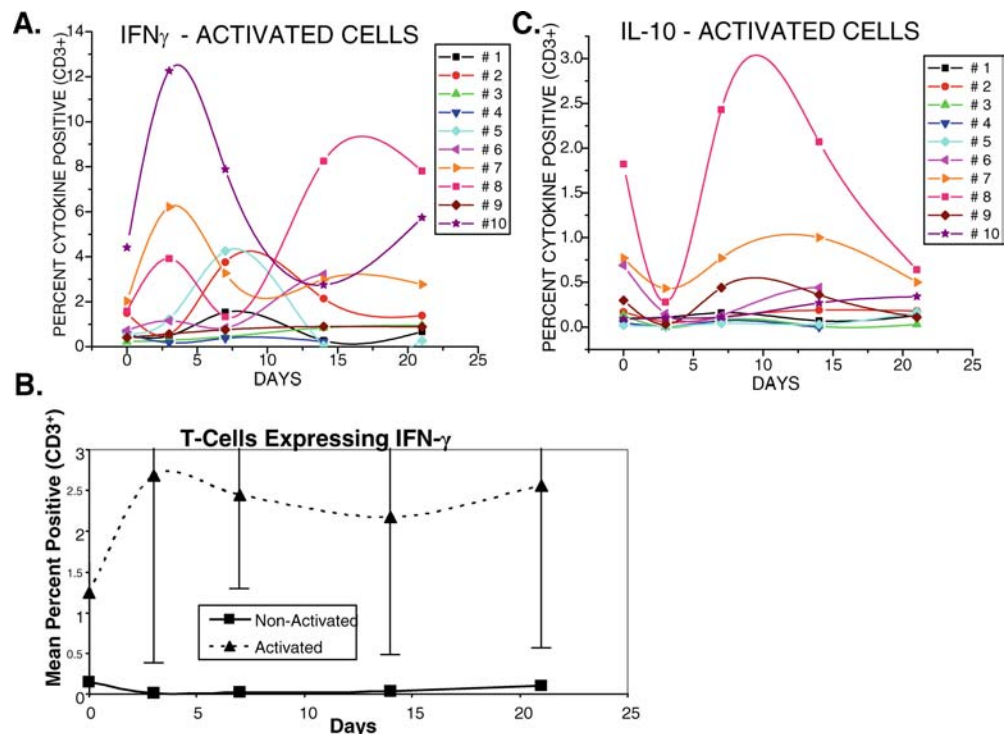 A.
IFNγ - ACTIVATED CELLS
PERCENT CYTOKINE POSITIVE (CD3+)
14
12
10
8
6
4
2
0
0 5 10 15 20 25
DAYS
# 1
# 2
# 3
# 4
# 5
# 6
# 7
# 8
# 9
#10
C.
IL-10 - ACTIVATED CELLS
PERCENT CYTOKINE POSITIVE (CD3+)
3.0
2.5
2.0
1.5
1.0
0.5
0.0
0 5 10 15 20 25
DAYS
# 1
# 2
# 3
# 4
# 5
# 6
# 7
# 8
# 9
# 10
B.
T-Cells Expressing IFN-γ
Mean Percent Positive (CD3⁺)
3
2.5
2
1.5
1
0.5
0
0 5 10 15 20 25
Days
Non-Activated
Activated